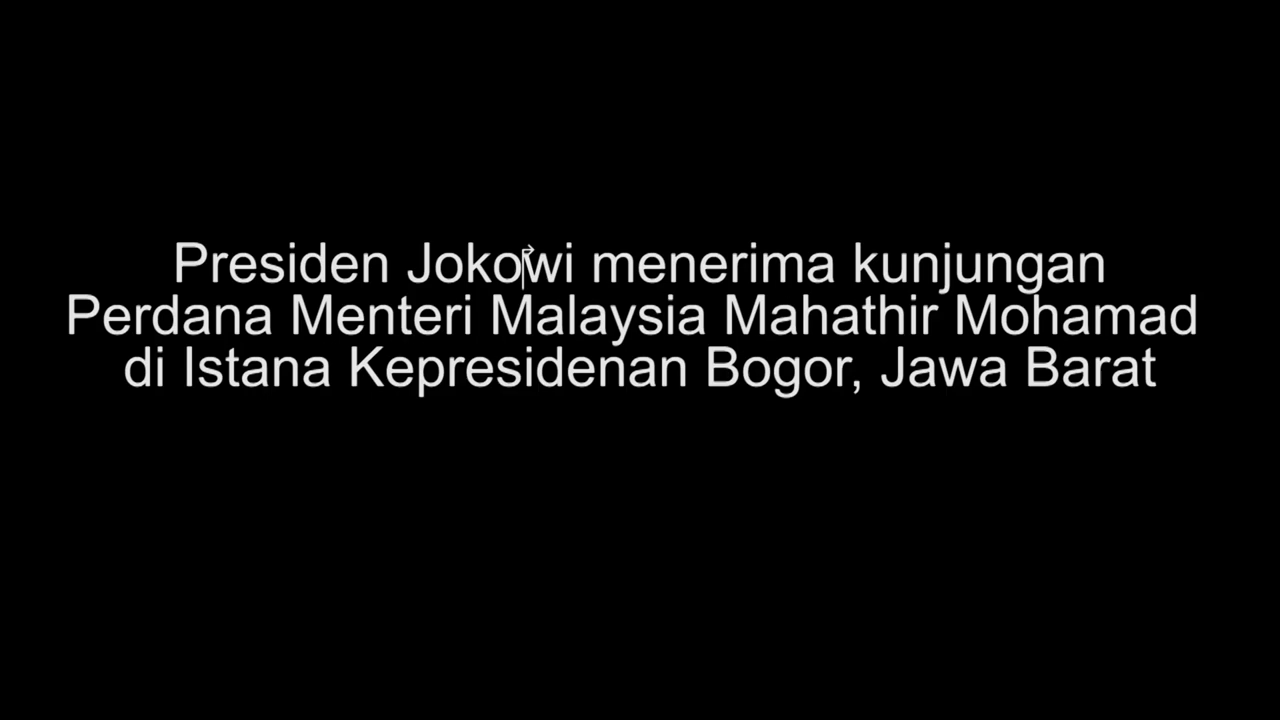 Presiden Jokowi menerima kunjungan
Perdana Menteri Malaysia Mahathir Mohamad
di Istana Kepresidenan Bogor, Jawa Barat